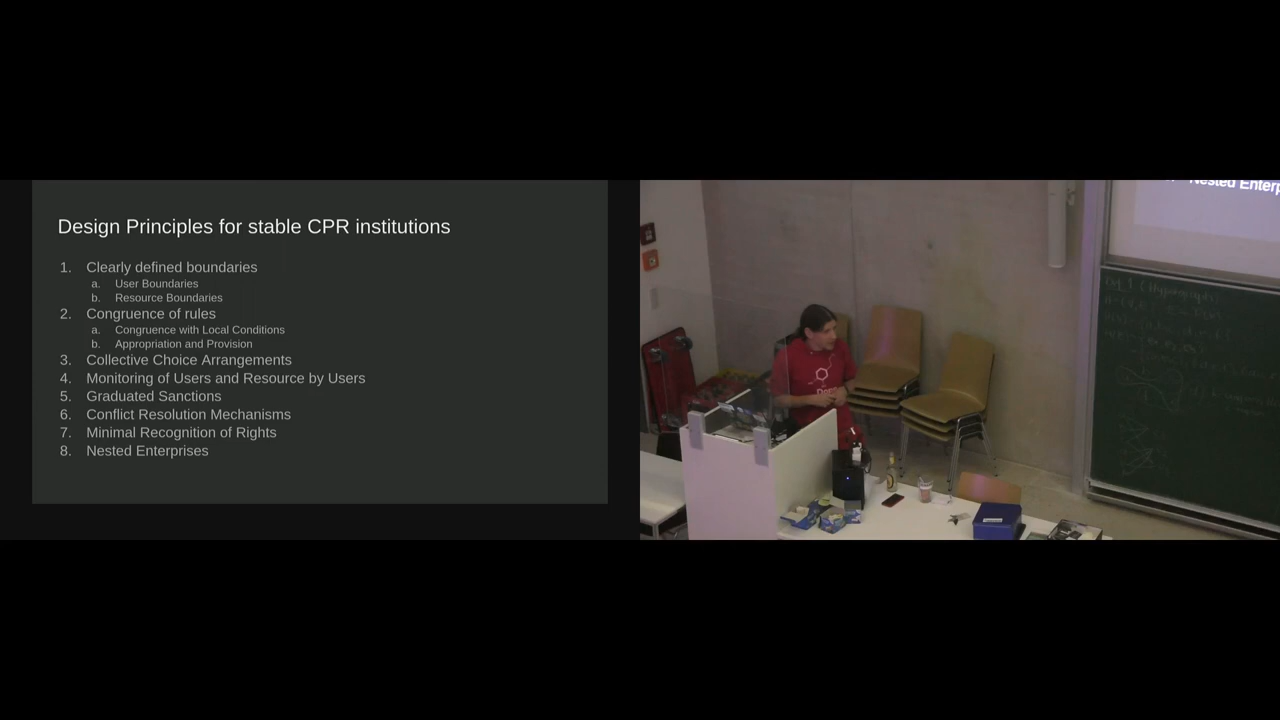 Design Principles for stable CPR institutions
1. Clearly defined boundaries
a. User Boundaries
b. Resource Boundaries
2. Congruence of rules
a. Congruence with Local Conditions
b. Appropriation and Provision
3. Collective Choice Arrangements
4. Monitoring of Users and Resource by Users
5. Graduated Sanctions
6. Conflict Resolution Mechanisms
7. Minimal Recognition of Rights
8. Nested Enterprises
Nested Enterp